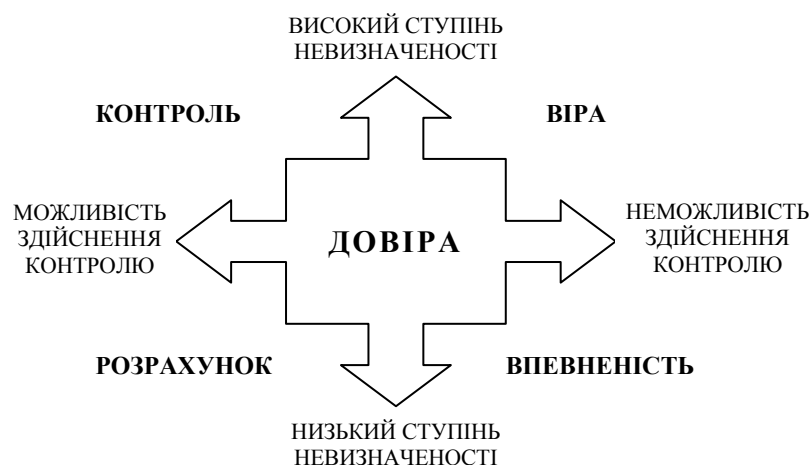 ВИСОКИЙ СТУПІНЬ
НЕВИЗНАЧЕНОСТІ
КОНТРОЛЬ
ВІРА
МОЖЛИВІСТЬ
ЗДІЙСНЕННЯ
КОНТРОЛЮ
ДОВІРА
НЕМОЖЛИВІСТЬ
ЗДІЙСНЕННЯ
КОНТРОЛЮ
РОЗРАХУНОК
ВПЕВНЕНІСТЬ
НИЗЬКИЙ СТУПІНЬ
НЕВИЗНАЧЕНОСТІ